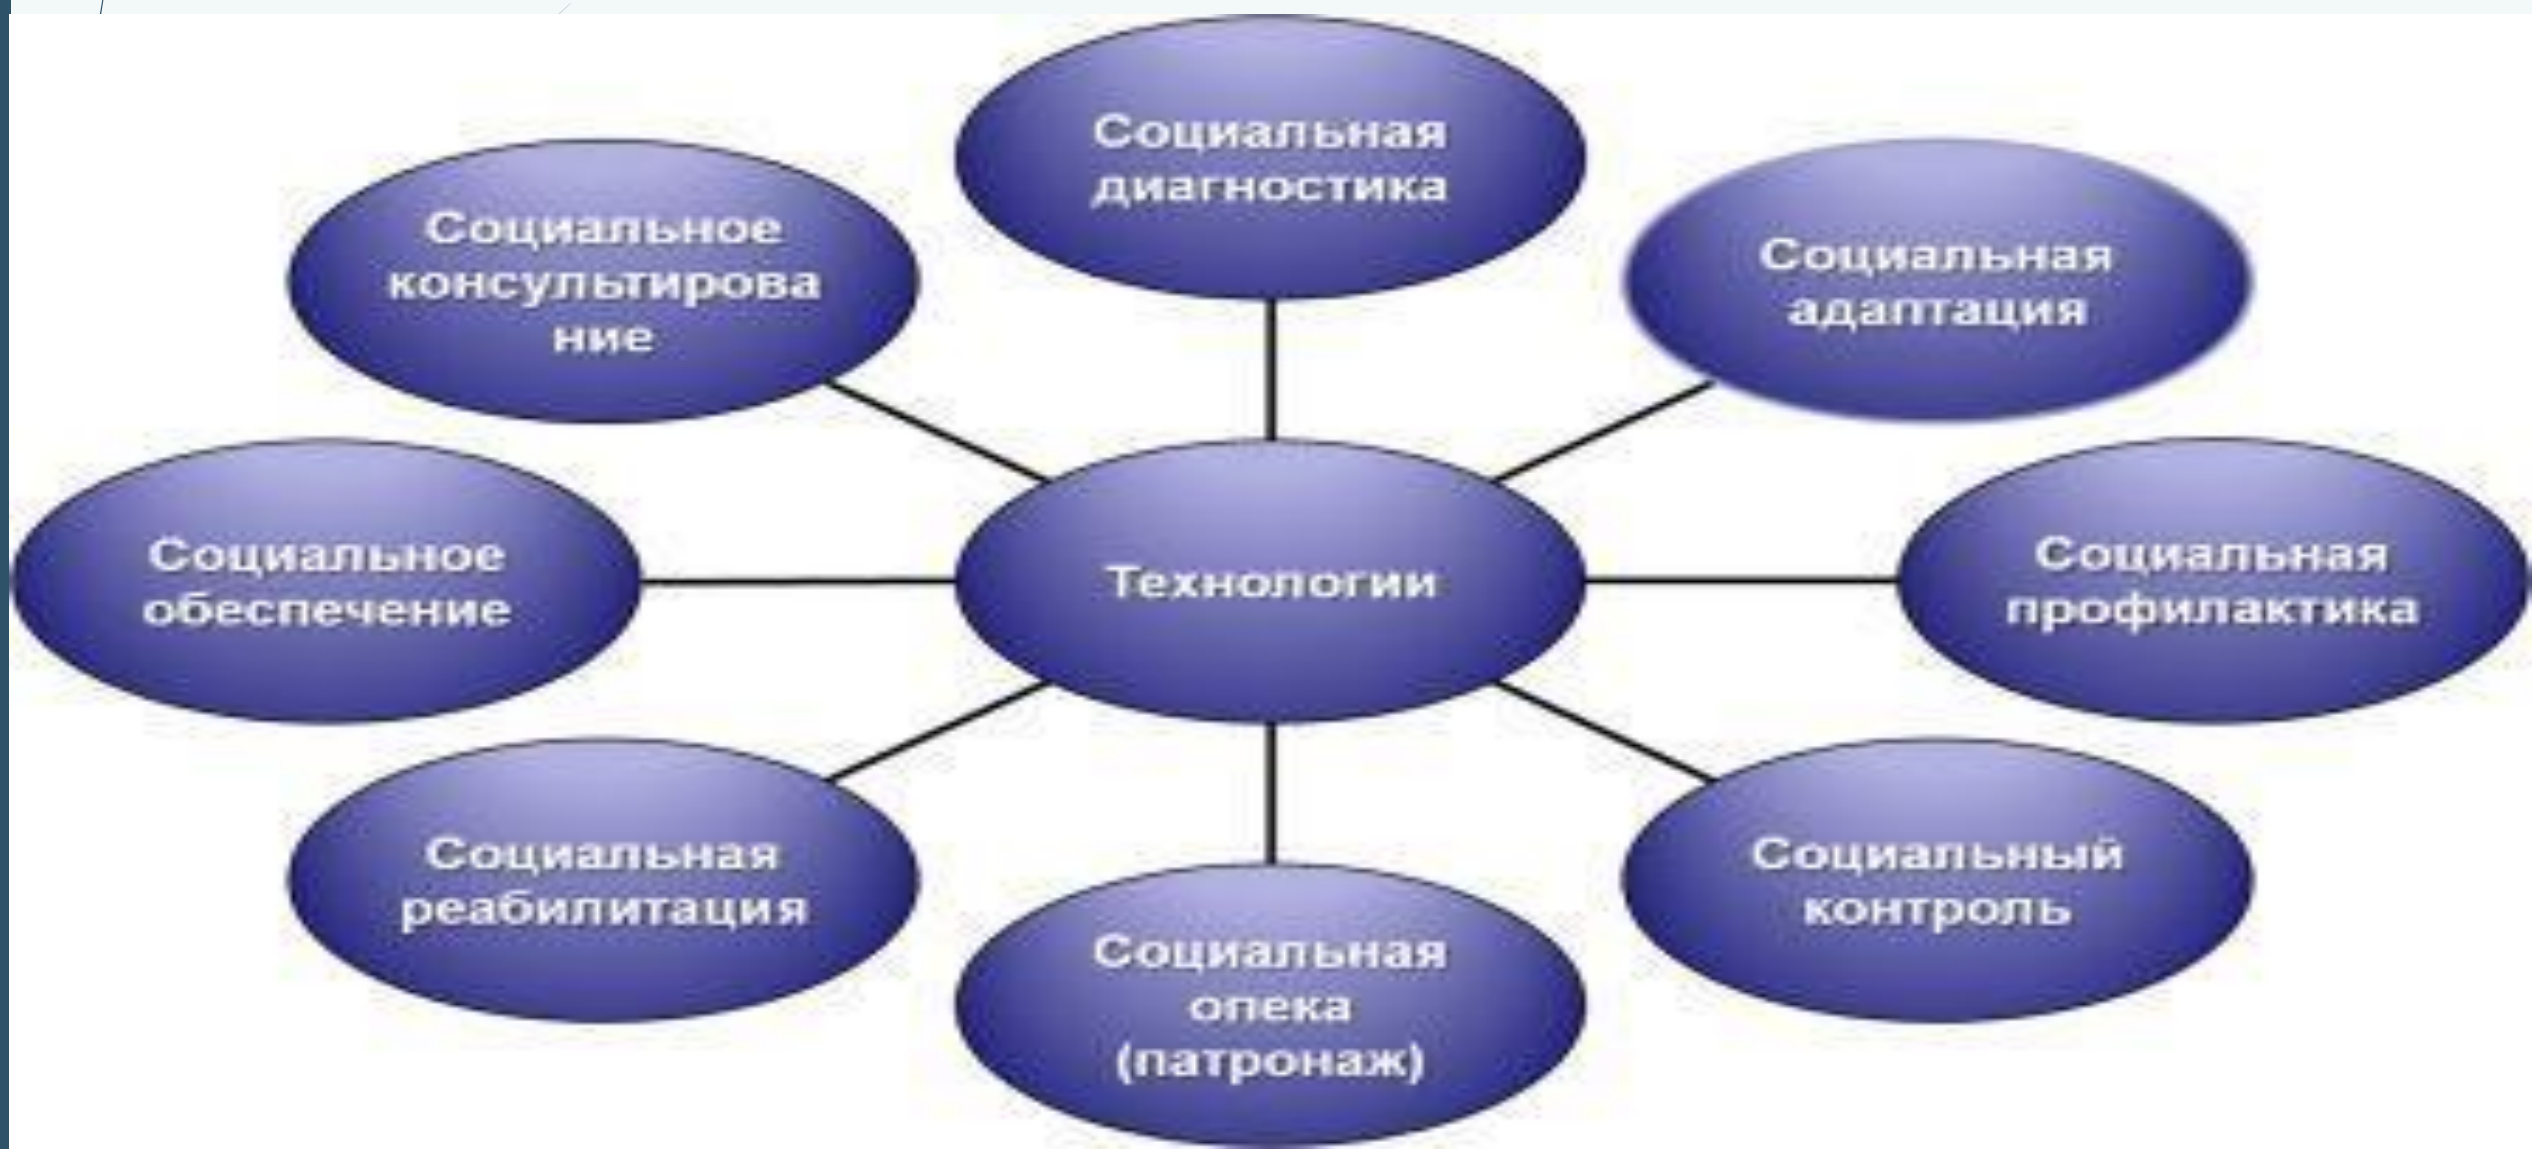 Социальная
диагностика
Социальное
консультирова
ние
Социальная
адаптация
Социальное
обеспечение
Технологии
Социальная
профилактика
Социальная
реабилитация
Социальный
контроль
Социальная
опека
(патронаж)